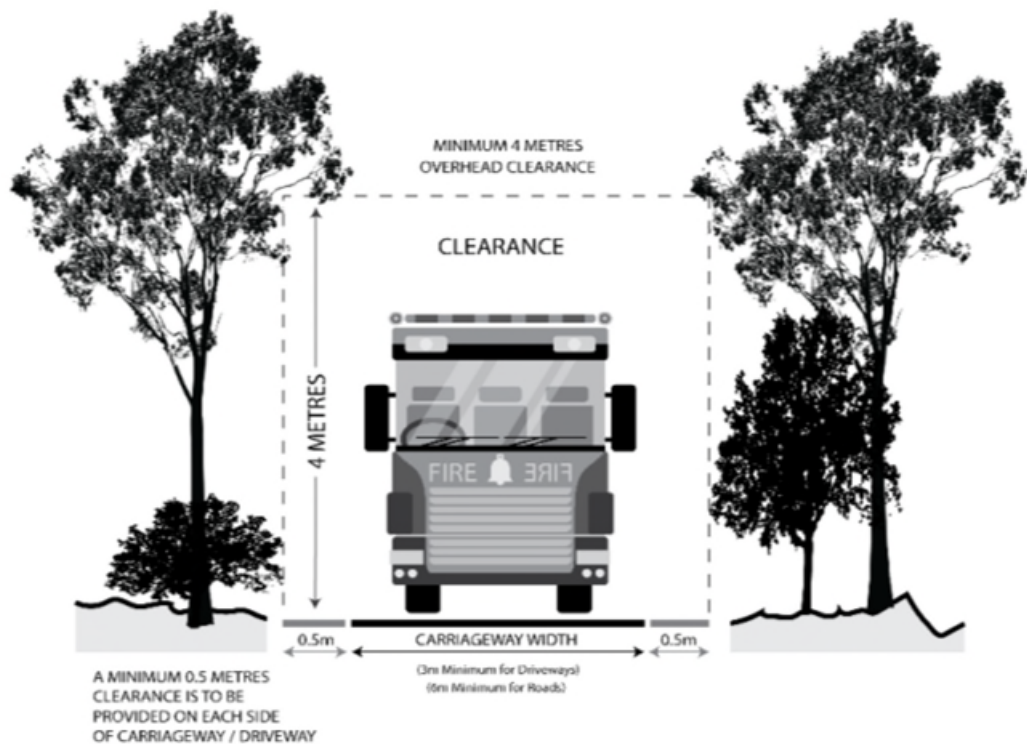 MINIMUM 4 METRES
OVERHEAD CLEARANCE
CLEARANCE
4 METRES
FIRE FIRE
0.5m
CARRIAGEWAY WIDTH
0.5m
(3m Minimum for Driveways)
(6m Minimum for Roads)
A MINIMUM 0.5 METRES
CLEARANCE IS TO BE
PROVIDED ON EACH SIDE
OF CARRIAGEWAY / DRIVEWAY